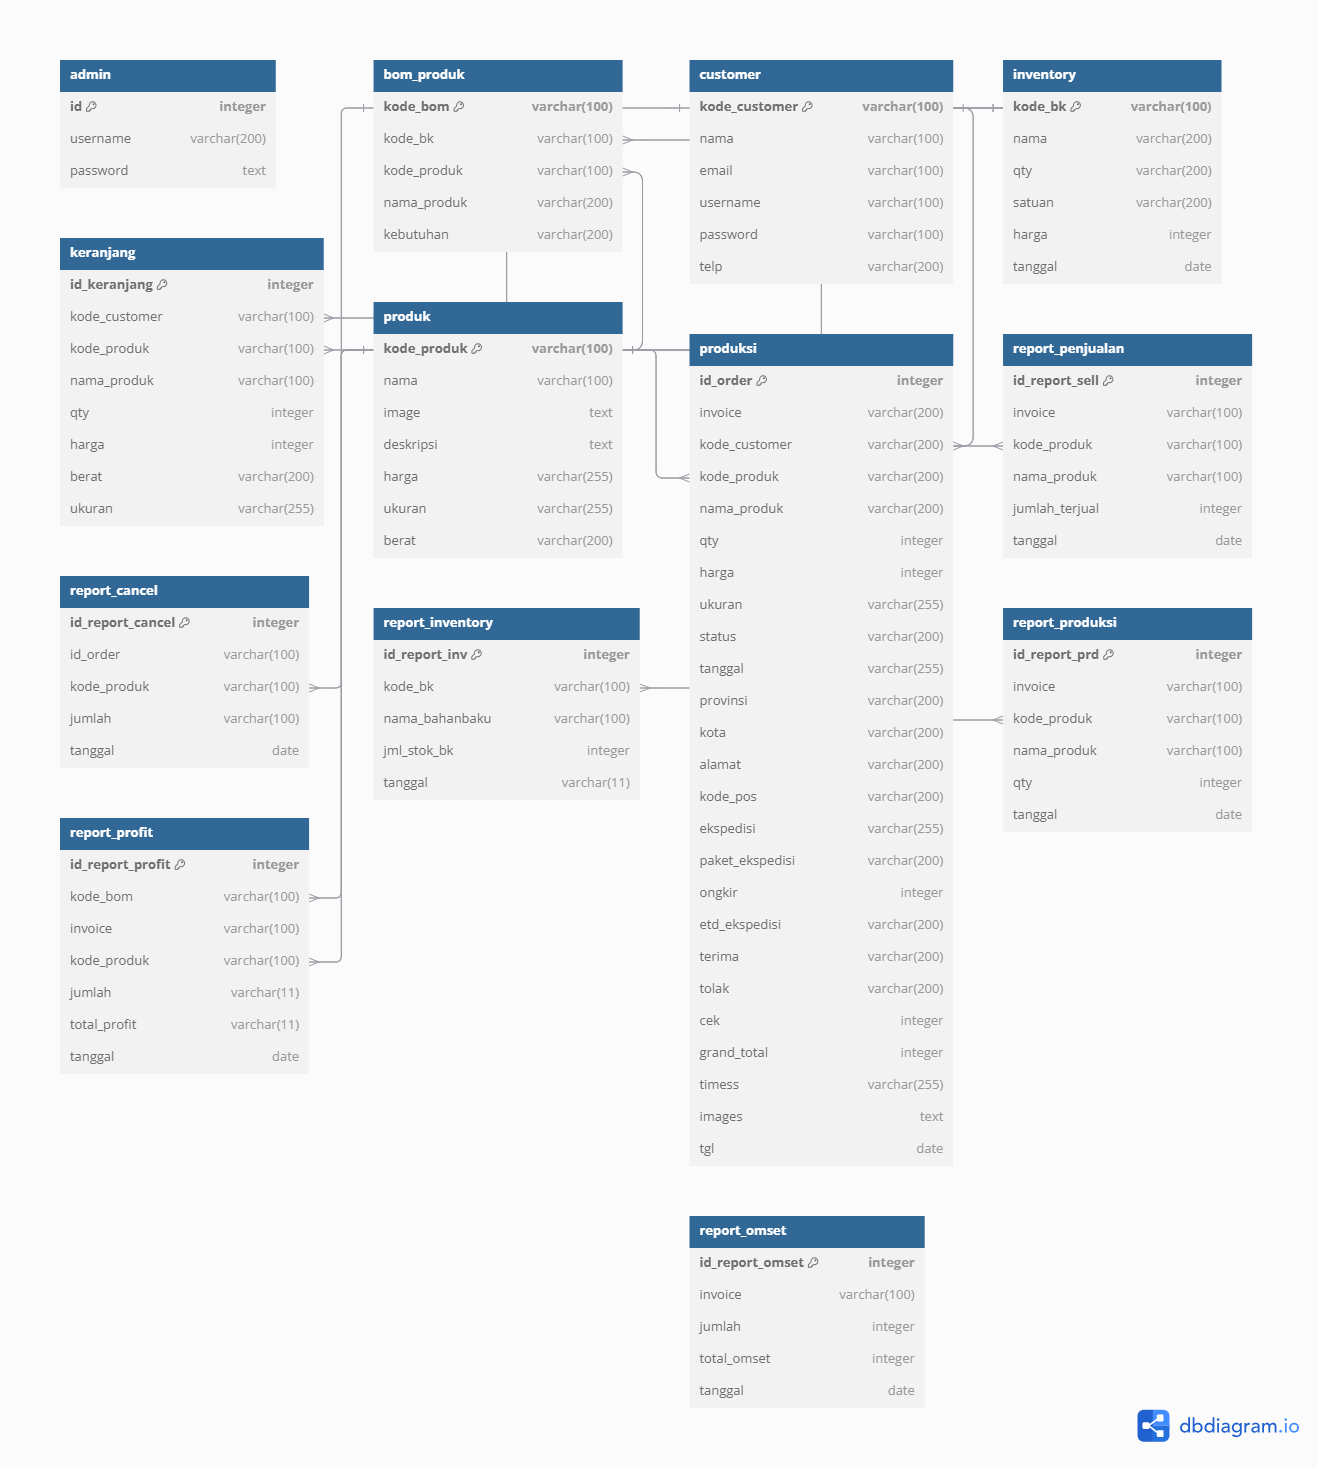 admin
id integer
username varchar(200)
password text
bom_produk
kode_bom varchar(100)
kode_bk varchar(100)
kode_produk varchar(100)
nama_produk varchar(200)
kebutuhan varchar(200)
customer
kode_customer varchar(100)
nama varchar(100)
email varchar(100)
username varchar(100)
password varchar(100)
telp varchar(200)
inventory
kode_bk varchar(100)
nama varchar(200)
qty varchar(200)
satuan varchar(200)
harga integer
tanggal date
keranjang
id_keranjang integer
kode_customer varchar(100)
kode_produk varchar(100)
nama_produk varchar(100)
qty integer
harga integer
berat varchar(200)
ukuran varchar(255)
produk
kode_produk varchar(100)
nama varchar(100)
image text
deskripsi text
harga varchar(255)
ukuran varchar(255)
berat varchar(200)
produksi
id_order integer
invoice varchar(200)
kode_customer varchar(200)
kode_produk varchar(200)
nama_produk varchar(200)
qty integer
harga integer
ukuran varchar(255)
status varchar(200)
tanggal varchar(255)
provinsi varchar(200)
kota varchar(200)
alamat varchar(200)
kode_pos varchar(200)
ekspedisi varchar(255)
paket_ekspedisi varchar(200)
ongkir integer
etd_ekspedisi varchar(200)
terima varchar(200)
tolak varchar(200)
cek integer
grand_total integer
timess varchar(255)
images text
tgl date
report_penjualan
id_report_sell integer
invoice varchar(100)
kode_produk varchar(100)
nama_produk varchar(100)
jumlah_terjual integer
tanggal date
report_cancel
id_report_cancel integer
id_order varchar(100)
kode_produk varchar(100)
jumlah varchar(100)
tanggal date
report_inventory
id_report_inv integer
kode_bk varchar(100)
nama_bahanbaku varchar(100)
jml_stok_bk integer
tanggal varchar(11)
report_produksi
id_report_prd integer
invoice varchar(100)
kode_produk varchar(100)
nama_produk varchar(100)
qty integer
tanggal date
report_profit
id_report_profit integer
kode_bom varchar(100)
invoice varchar(100)
kode_produk varchar(100)
jumlah varchar(11)
total_profit varchar(11)
tanggal date
report_omset
id_report_omset integer
invoice varchar(100)
jumlah integer
total_omset integer
tanggal date
dbdiagram.io